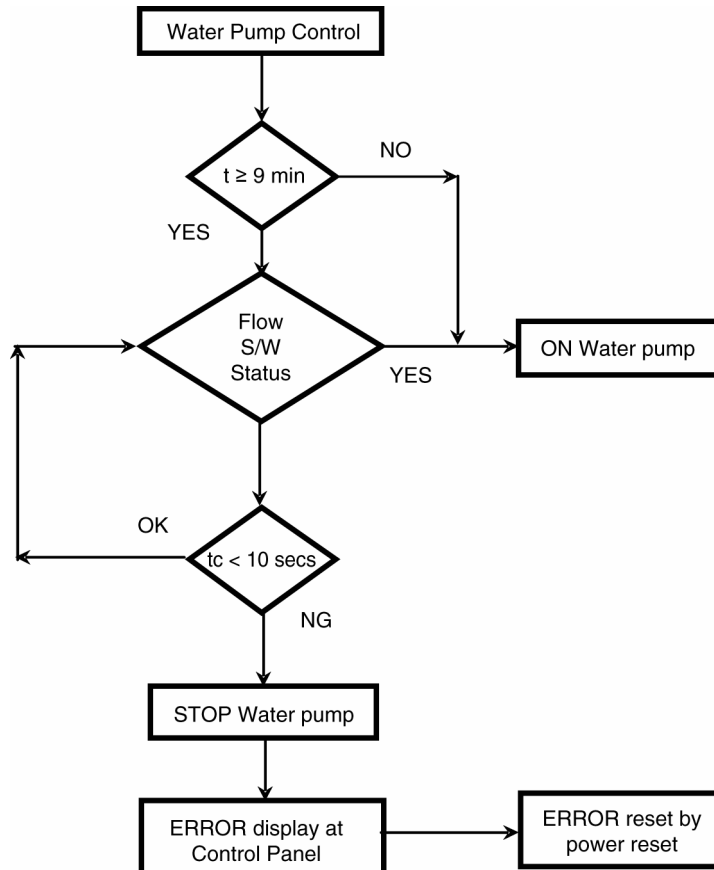 Water Pump Control
t ≥ 9 min
NO
YES
Flow
S/W
Status
YES
ON Water pump
OK
tc < 10 secs
NG
STOP Water pump
ERROR display at
Control Panel
ERROR reset by
power reset